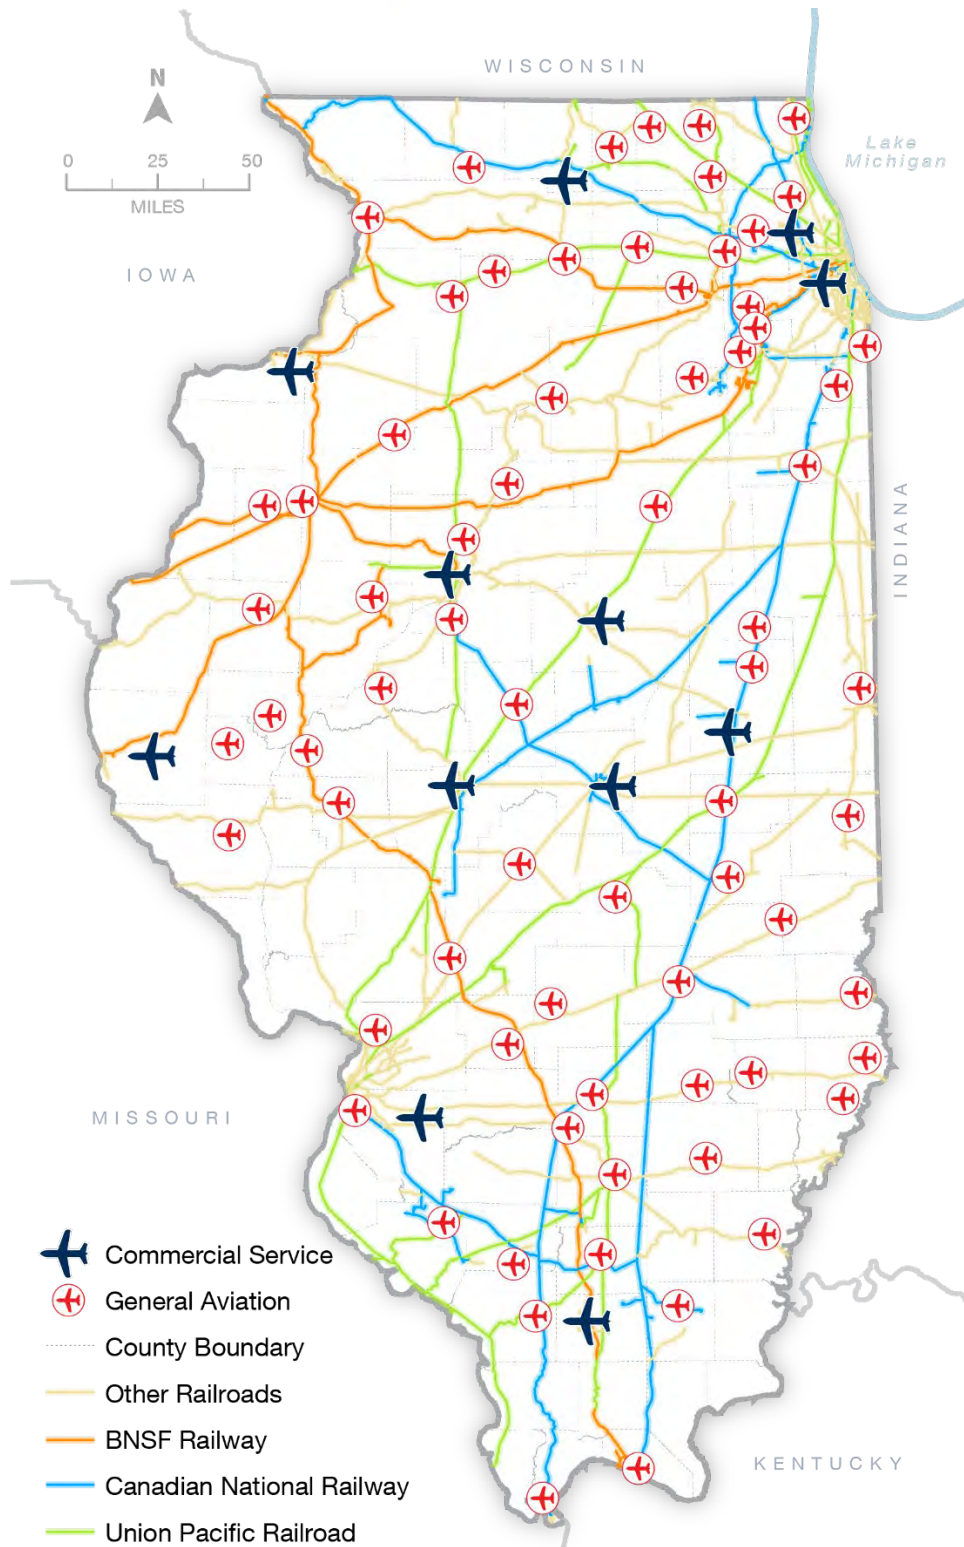 WISCONSIN
N
0 25 50
MILES
Lake
Michigan
IOWA
INDIANA
MISSOURI
KENTUCKY
Commercial Service
General Aviation
County Boundary
Other Railroads
BNSF Railway
Canadian National Railway
Union Pacific Railroad